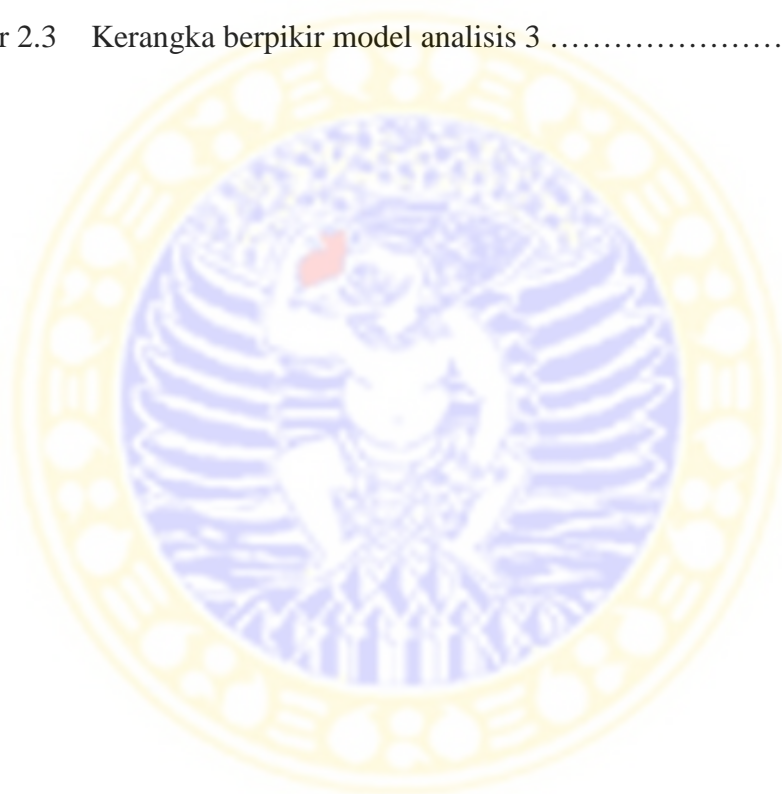 r 2.3 Kerangka berpikir model analisis 3 …………………